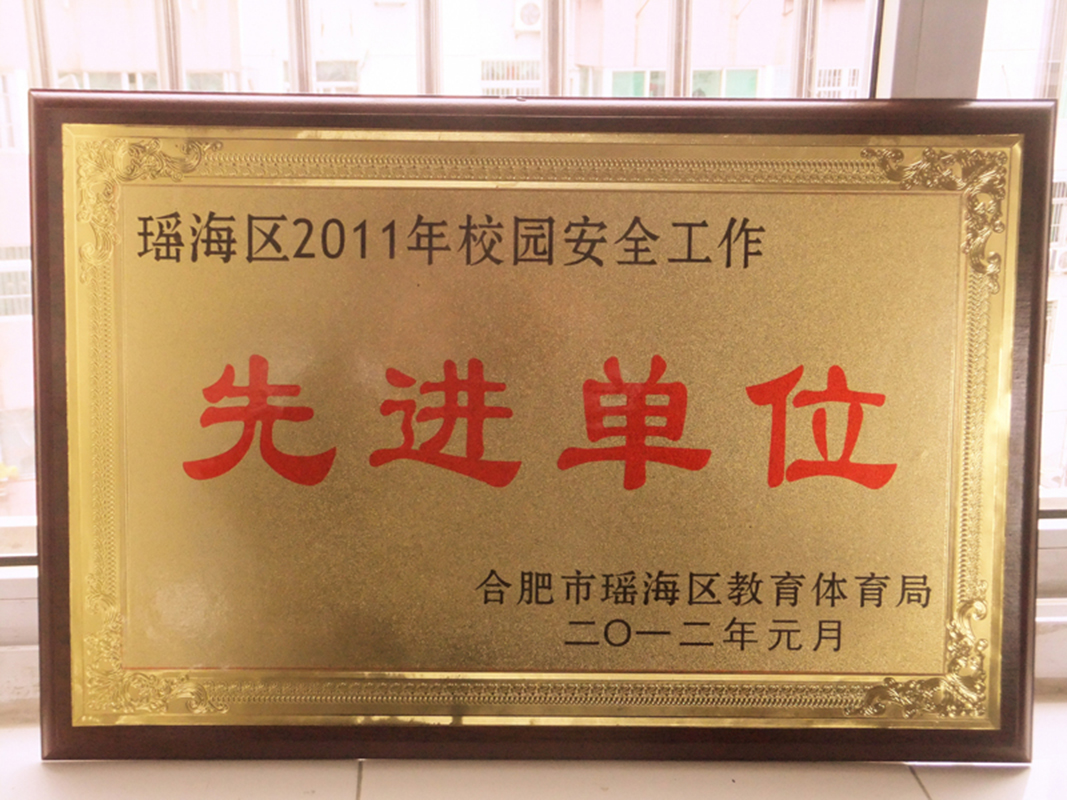 瑶海区2011年校园安全工作
先进单位
合肥市瑶海区教育体育局
二〇一二年元月